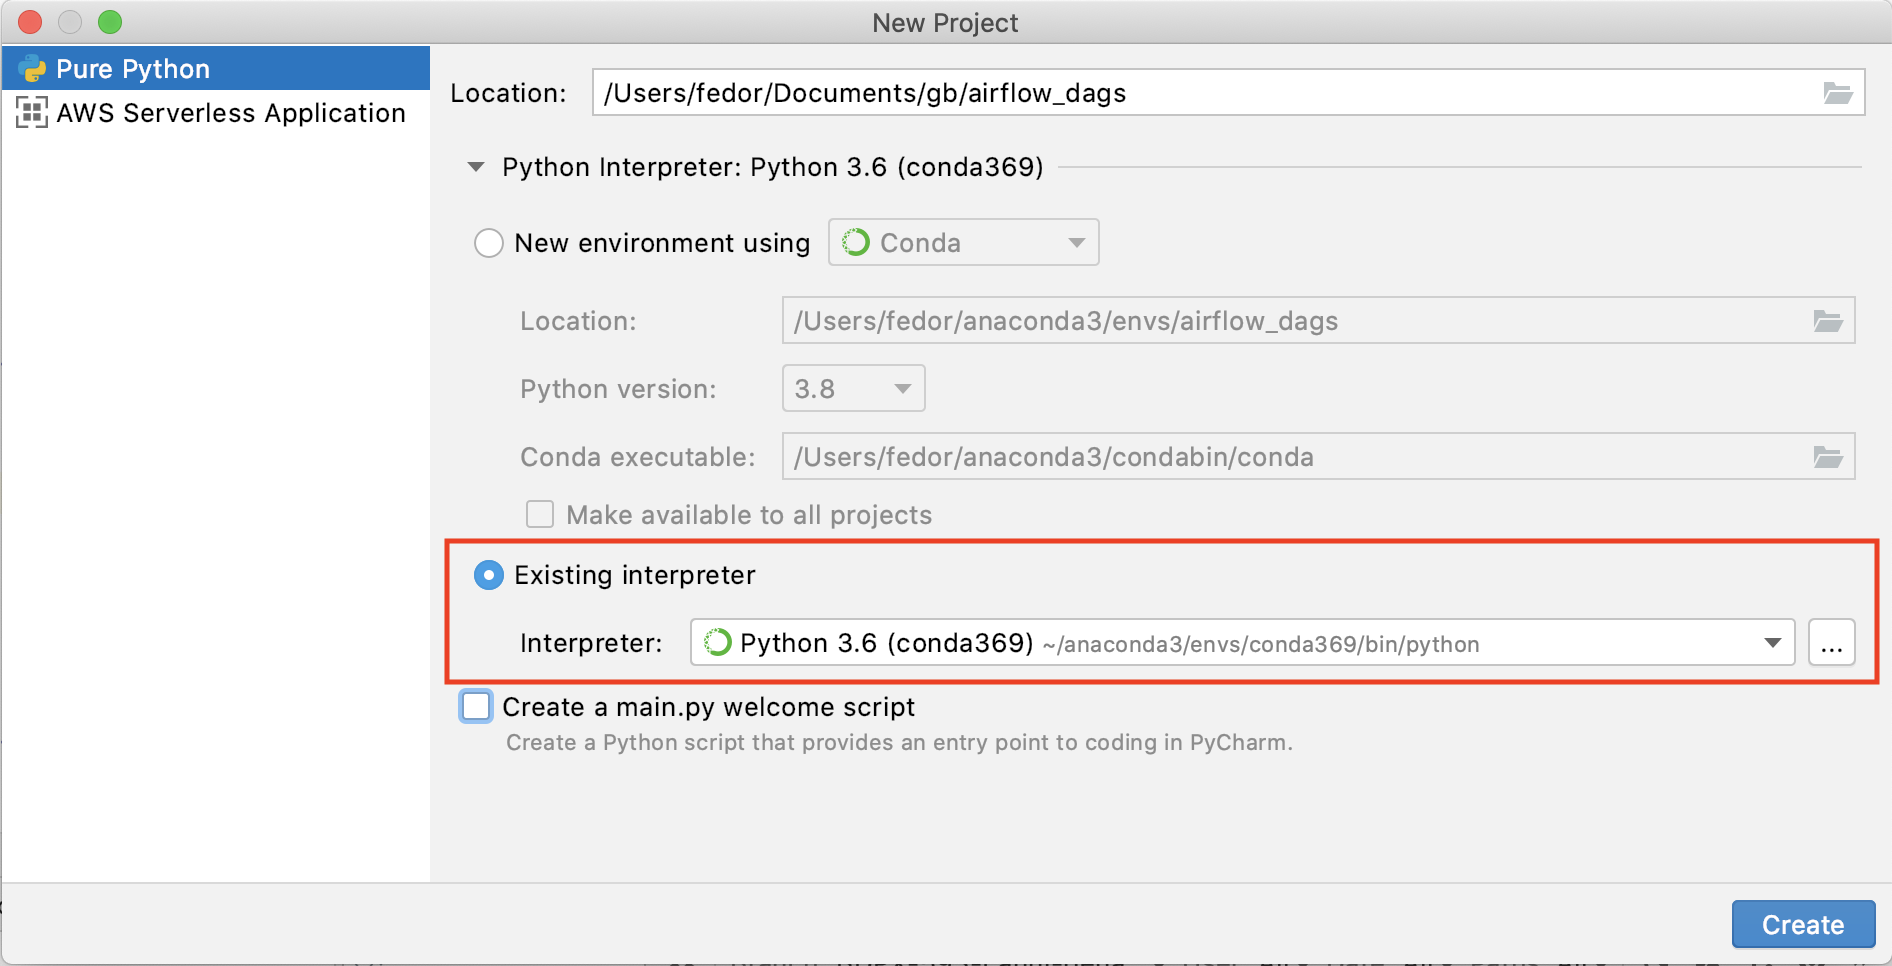 New Project
Pure Python
AWS Serverless Application
Location: /Users/fedor/Documents/gb/airflow_dags
Python Interpreter: Python 3.6 (conda369)
New environment using Conda
Location: /Users/fedor/anaconda3/envs/airflow_dags
Python version: 3.8
Conda executable: /Users/fedor/anaconda3/condabin/conda
Make available to all projects
Existing interpreter
Interpreter: Python 3.6 (conda369) ~/anaconda3/envs/conda369/bin/python ...
Create a main.py welcome script
Create a Python script that provides an entry point to coding in PyCharm.
Create